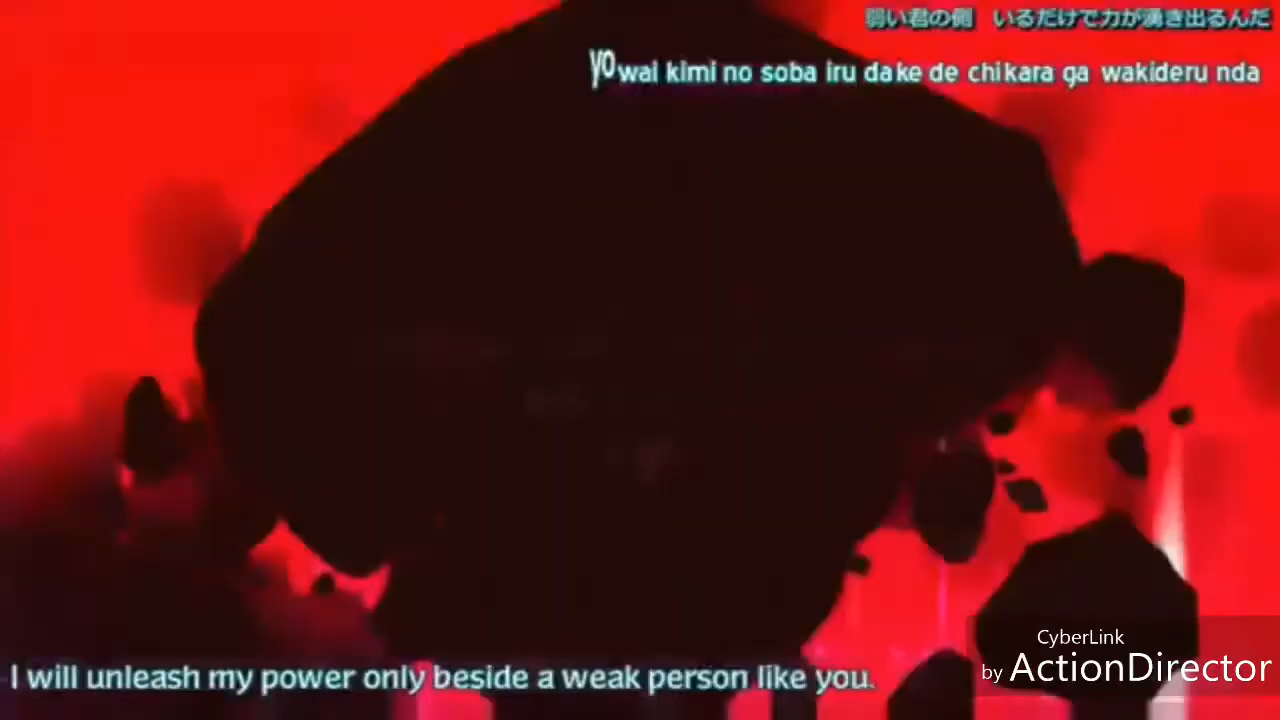 弱い君の側　いるだけで力が湧き出るんだ
yowai kimi no soba iru dake de chikara ga wakideru nda
I will unleash my power only beside a weak person like you.
CyberLink
by ActionDirector